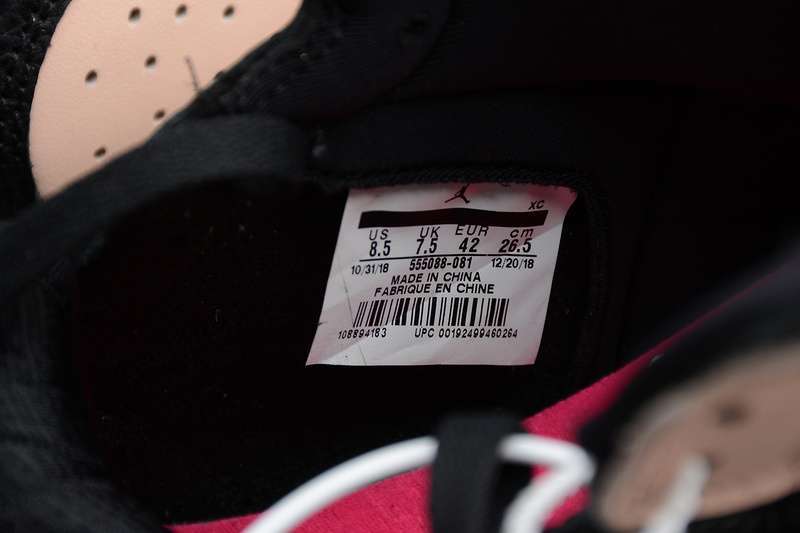 XC
US UK EUR cm
8.5 7.5 42 26.5
10/31/18 555088-081 12/20/18
MADE IN CHINA
FABRIQUE EN CHINE
108894183 UPC 00192499460264